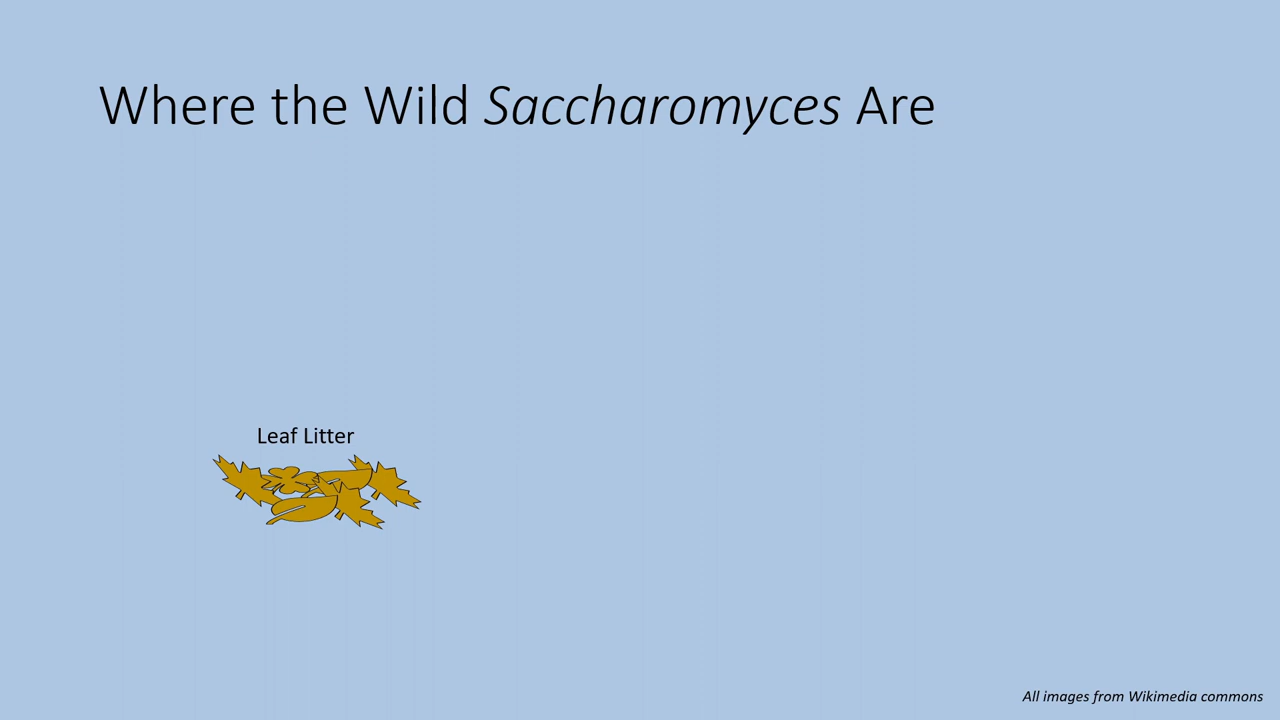 Where the Wild Saccharomyces Are
Leaf Litter
All images from Wikimedia commons